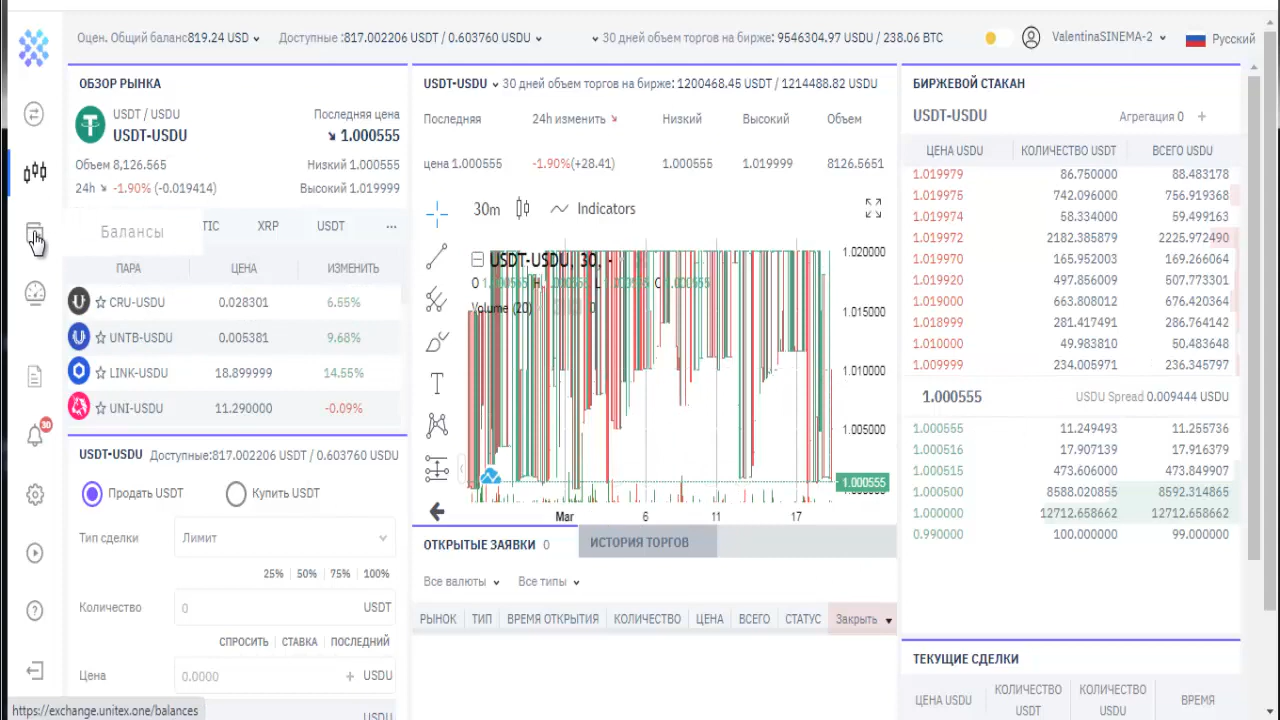 Оцен. Общий баланс819.24 USD
Доступные :817.002206 USDT / 0.603760 USDU
30 дней объем торгов на бирже: 9546304.97 USDU / 238.06 BTC
ValentinaSINEMA-2
Русский
30
Балансы
ОБЗОР РЫНКА
USDT / USDU
Последняя цена
USDT-USDU
1.000555
Объем 8,126.565
Низкий 1.000555
24h -1.90% (-0.019414)
Высокий 1.019999
TIC XRP USDT ...
ПАРА ЦЕНА ИЗМЕНИТЬ
CRU-USDU 0.028301 6.55%
UNTB-USDU 0.005381 9.68%
LINK-USDU 18.899999 14.55%
UNI-USDU 11.290000 -0.09%
USDT-USDU Доступные:817.002206 USDT / 0.603760 USDU
Продать USDT Купить USDT
Тип сделки Лимит
25% 50% 75% 100%
Количество 0 USDT
СПРОСИТЬ СТАВКА ПОСЛЕДНИЙ
Цена 0.0000 + USDU
USDU
USDT-USDU 30 дней объем торгов на бирже: 1200468.45 USDT / 1214488.82 USDU
Последняя 24h изменить Низкий Высокий Объем
цена 1.000555 -1.90%(+28.41) 1.000555 1.019999 8126.5651
30m Indicators
USDT-USDU, 30, -
Volume (20) 0
1.020000
1.015000
1.010000
1.005000
1.000555
Mar 6 11 17
ОТКРЫТЫЕ ЗАЯВКИ 0 ИСТОРИЯ ТОРГОВ
Все валюты Все типы
РЫНОК ТИП ВРЕМЯ ОТКРЫТИЯ КОЛИЧЕСТВО ЦЕНА ВСЕГО СТАТУС Закрыть
БИРЖЕВОЙ СТАКАН
USDT-USDU Агрегация 0 +
ЦЕНА USDU КОЛИЧЕСТВО USDT ВСЕГО USDU
1.019979 86.750000 88.483178
1.019975 742.096000 756.919368
1.019974 58.334000 59.499163
1.019972 2182.385879 2225.972490
1.019970 165.952003 169.266064
1.019920 497.856009 507.773301
1.019000 663.808012 676.420364
1.018999 281.417491 286.764142
1.010000 49.983810 50.483648
1.009999 234.005971 236.345797
1.000555 USDU Spread 0.009444 USDU
1.000555 11.249493 11.255736
1.000516 17.907139 17.916379
1.000515 473.606000 473.849907
1.000500 8588.020855 8592.314865
1.000000 12712.658662 12712.658662
0.990000 100.000000 99.000000
ТЕКУЩИЕ СДЕЛКИ
ЦЕНА USDU КОЛИЧЕСТВО USDT КОЛИЧЕСТВО USDU ВРЕМЯ
https://exchange.unitex.one/balances